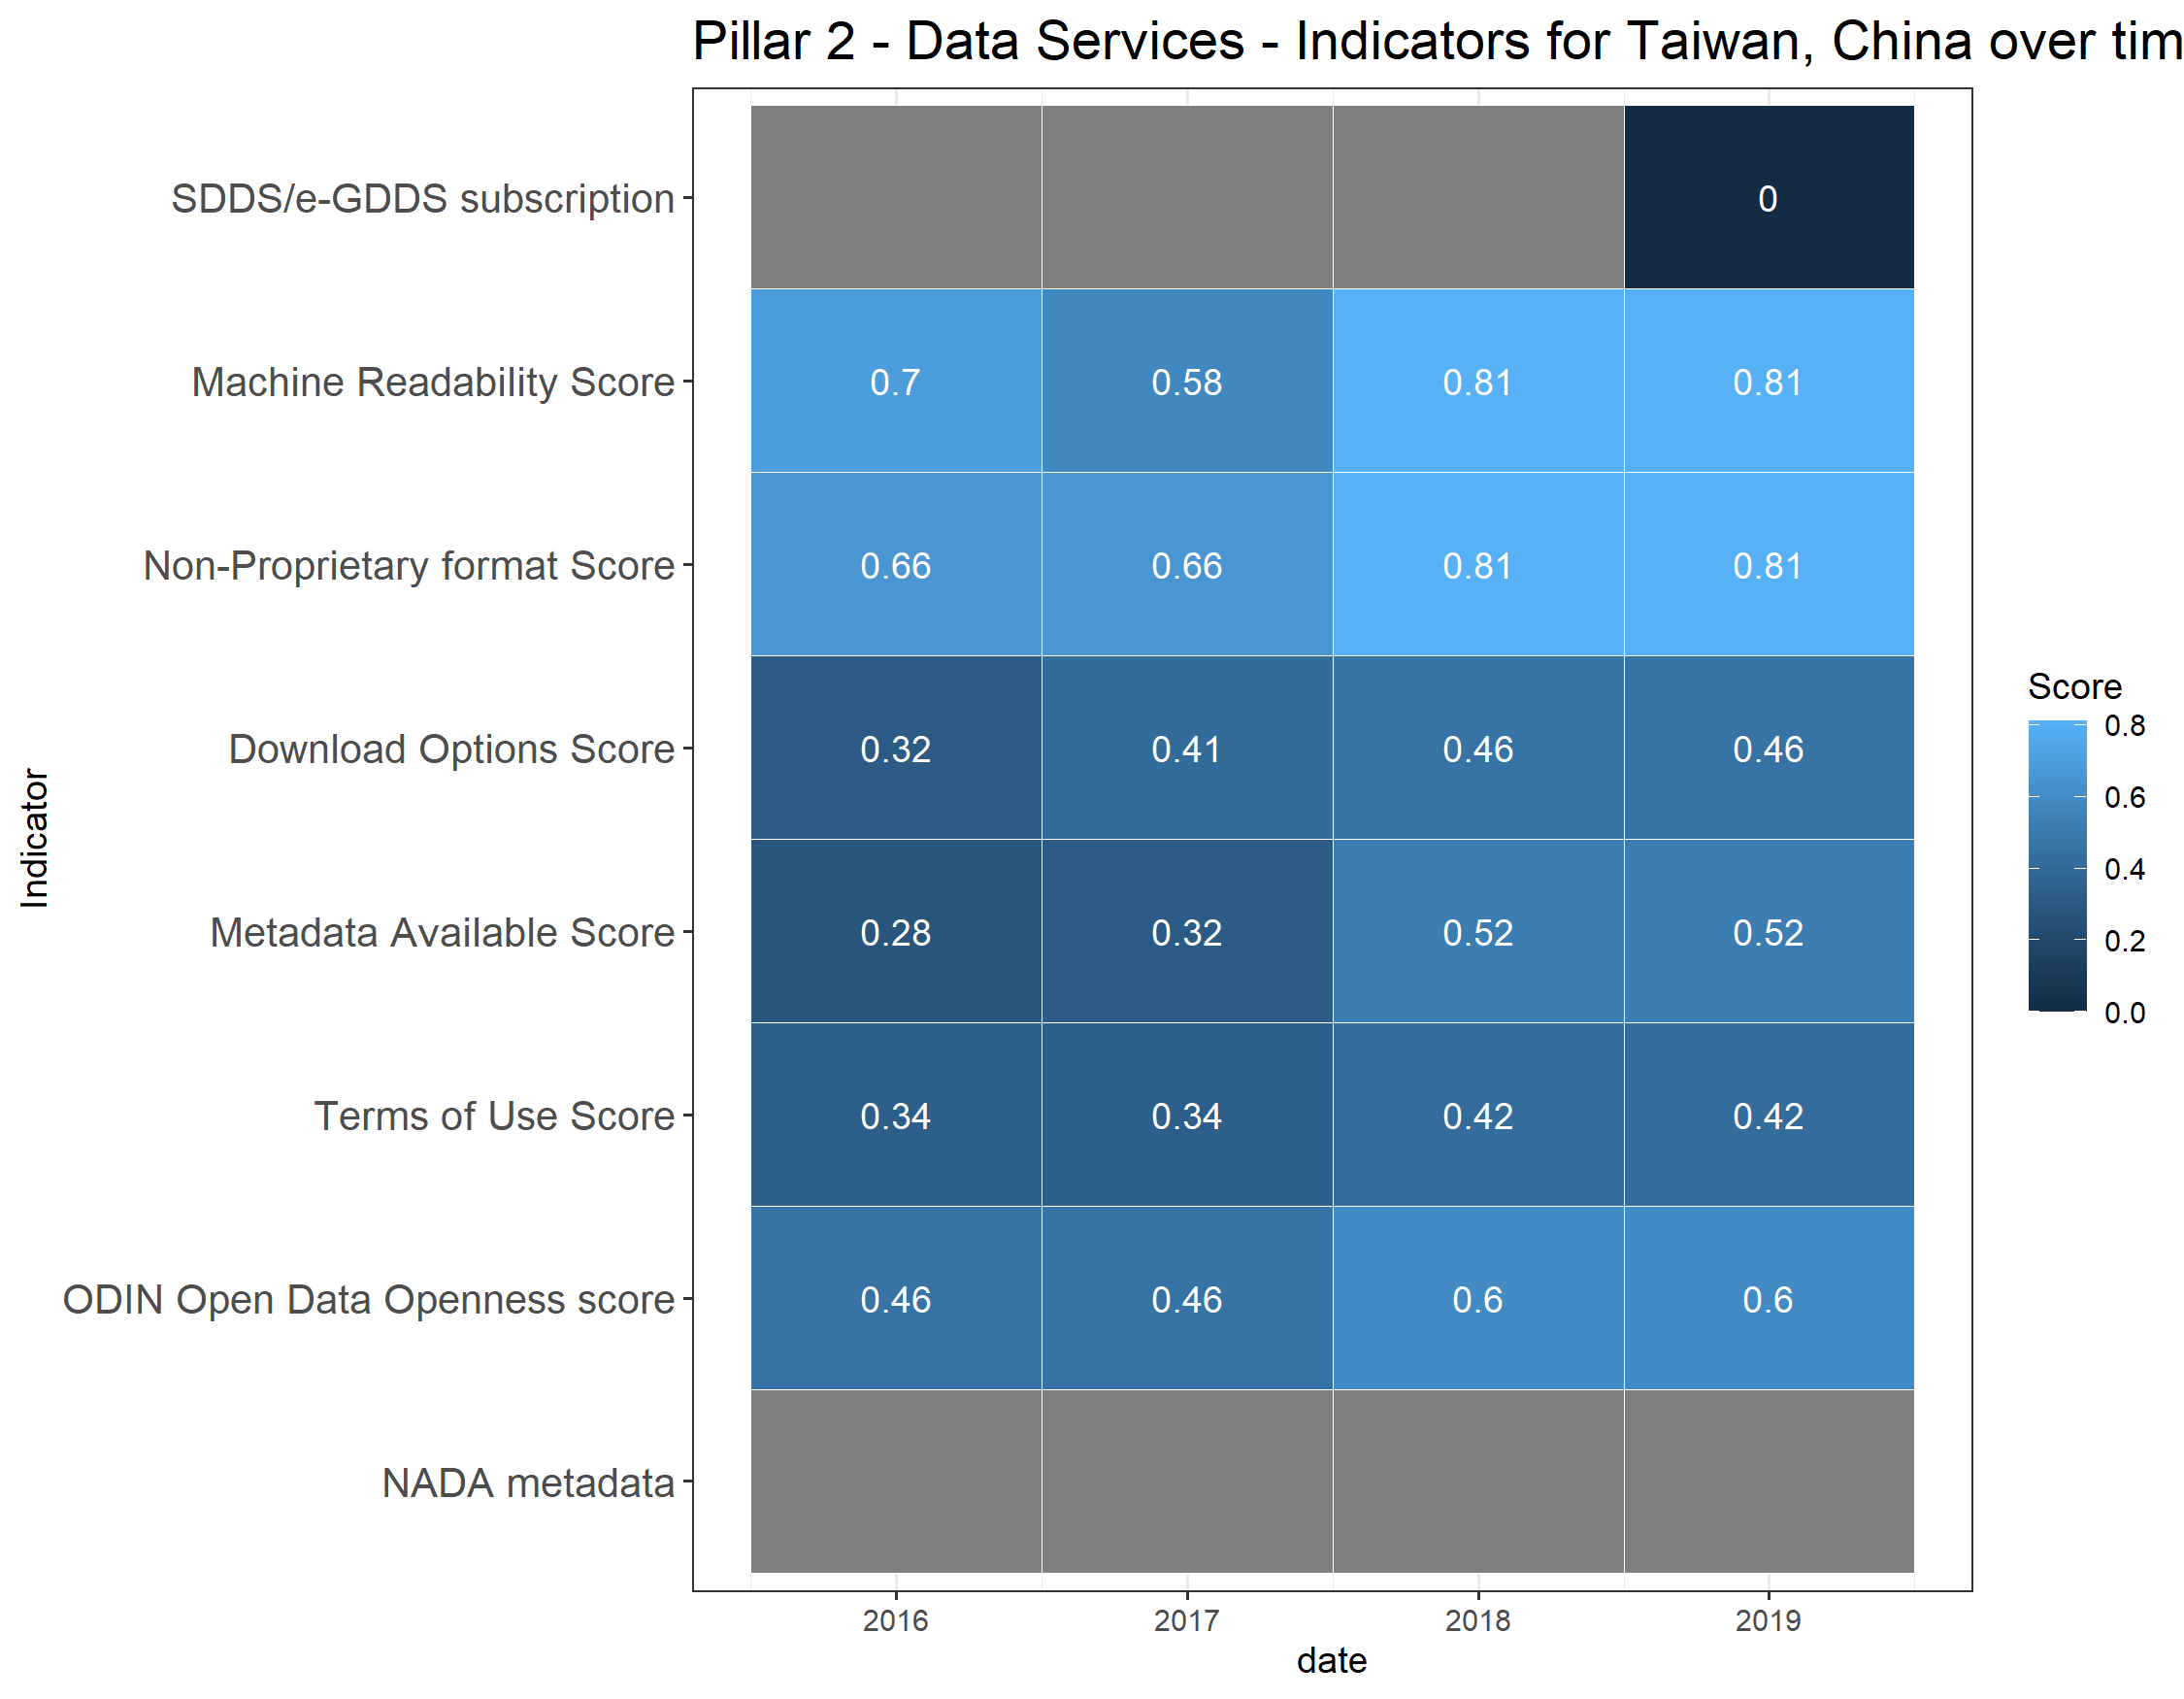 Pillar 2 - Data Services - Indicators for Taiwan, China over tim
SDDS/e-GDDS subscription
0
Machine Readability Score
0.7 0.58 0.81 0.81
Non-Proprietary format Score
0.66 0.66 0.81 0.81
Download Options Score
0.32 0.41 0.46 0.46
Metadata Available Score
0.28 0.32 0.52 0.52
Terms of Use Score
0.34 0.34 0.42 0.42
ODIN Open Data Openness score
0.46 0.46 0.6 0.6
NADA metadata
Indicator
2016 2017 2018 2019
date
Score
0.8
0.6
0.4
0.2
0.0